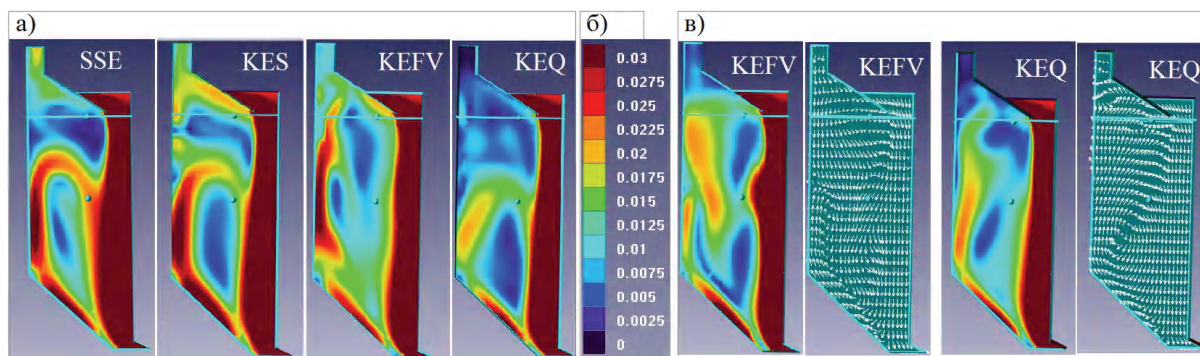 а)
SSE
KES
KEFV
KEQ
б)
0.03
0.0275
0.025
0.0225
0.02
0.0175
0.015
0.0125
0.01
0.0075
0.005
0.0025
0
в)
KEFV
KEFV
KEQ
KEQ